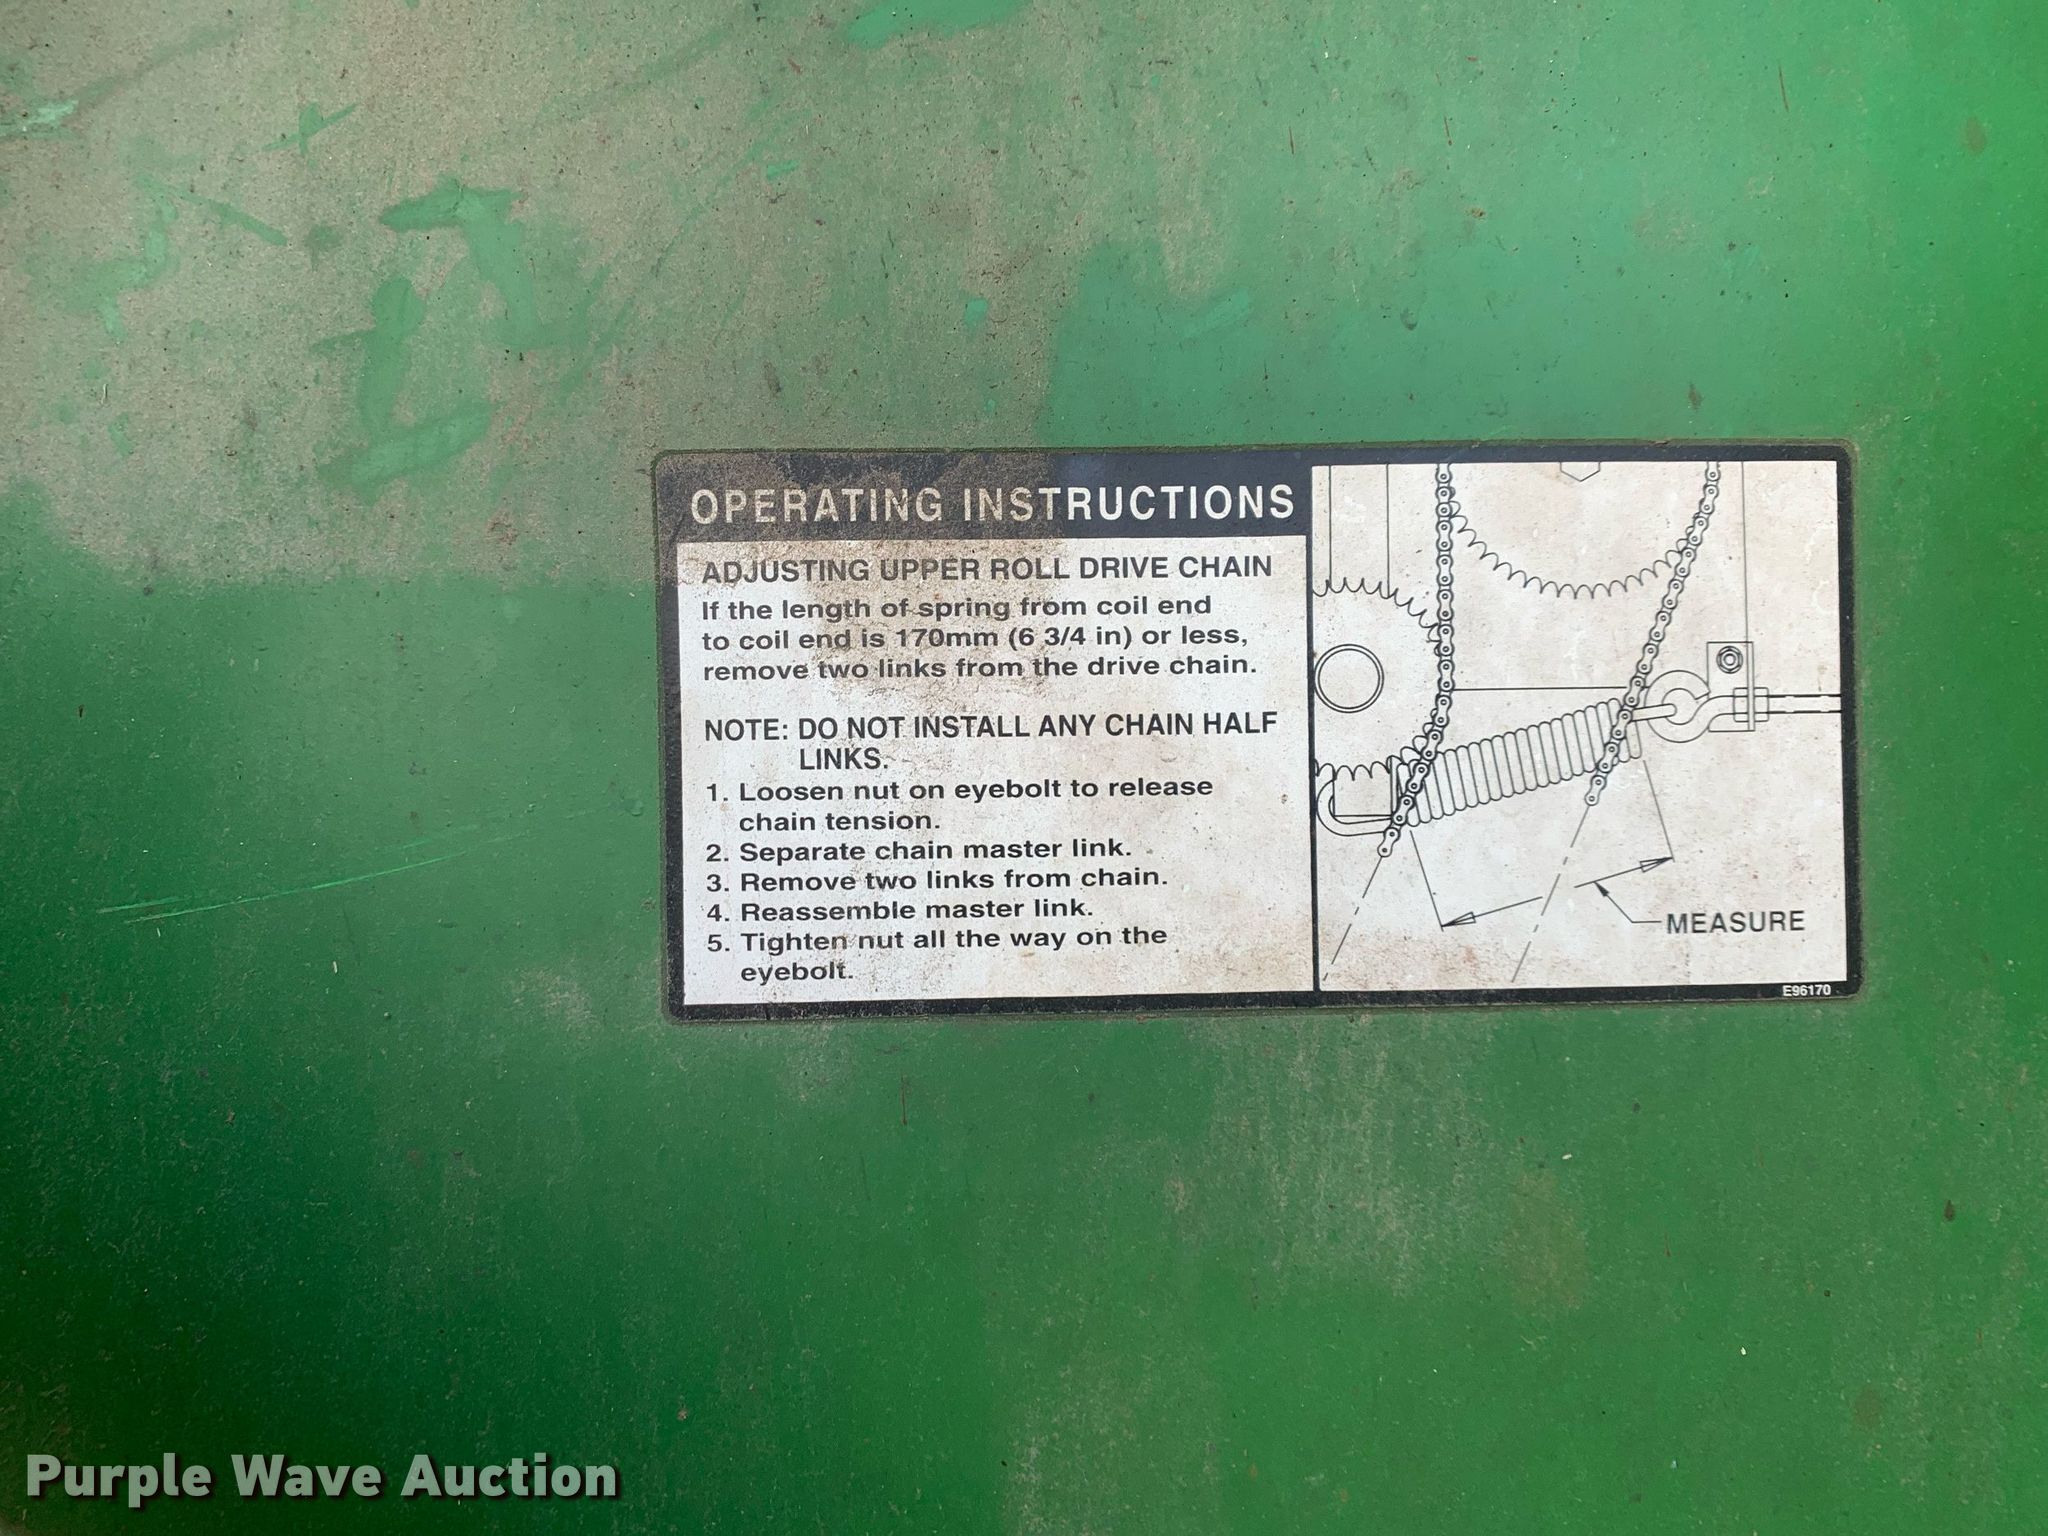 OPERATING INSTRUCTIONS
ADJUSTING UPPER ROLL DRIVE CHAIN
If the length of spring from coil end
to coil end is 170mm (6 3/4 in) or less,
remove two links from the drive chain.
NOTE: DO NOT INSTALL ANY CHAIN HALF
LINKS.
1. Loosen nut on eyebolt to release
chain tension.
2. Separate chain master link.
3. Remove two links from chain.
4. Reassemble master link.
5. Tighten nut all the way on the
eyebolt.
MEASURE
E96170
Purple Wave Auction